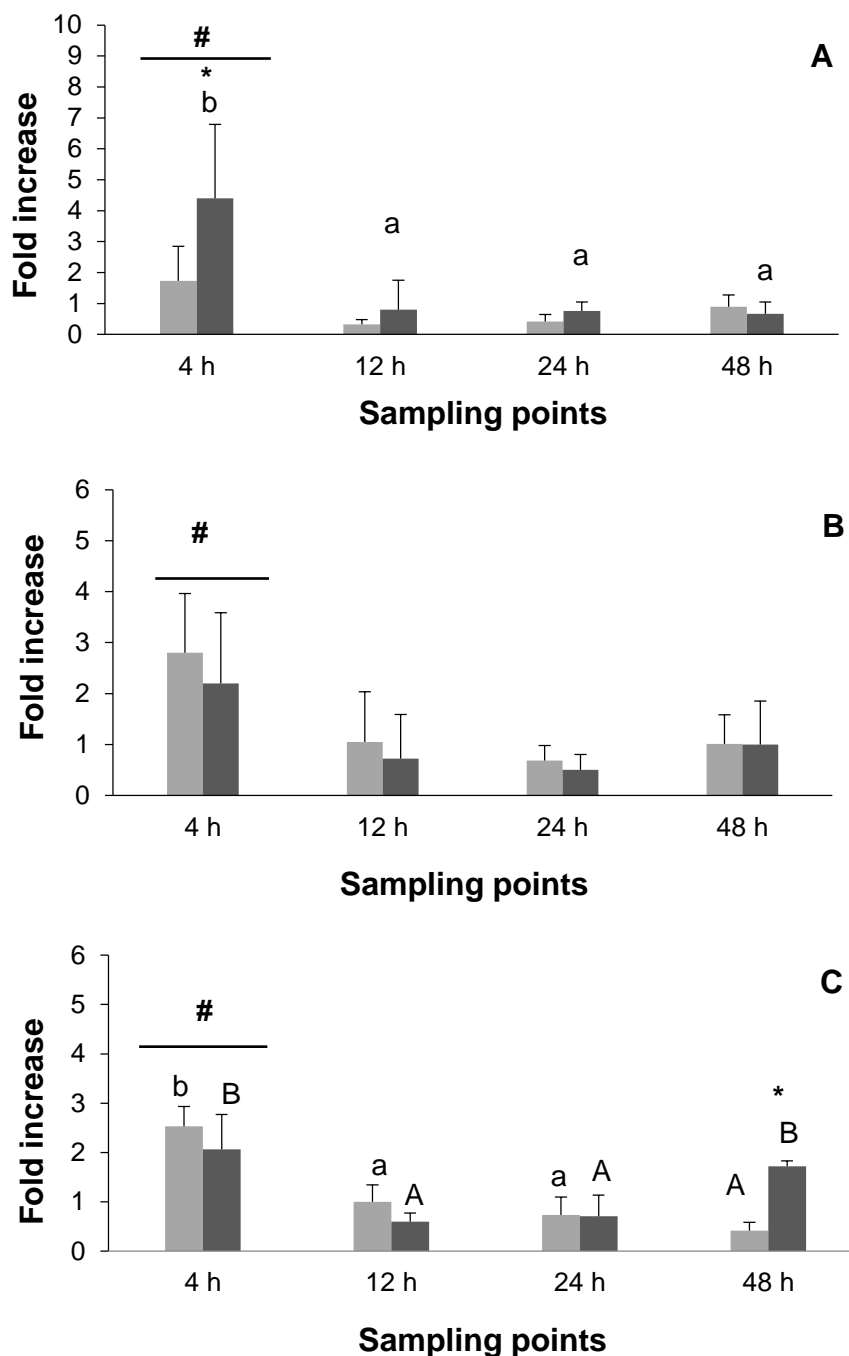 10
9
8
7
6
5
4
3
2
1
0
Fold increase
#
*
b
a
a
a
A
4 h 12 h 24 h 48 h
Sampling points
6
5
4
3
2
1
0
Fold increase
#
B
4 h 12 h 24 h 48 h
Sampling points
6
5
4
3
2
1
0
Fold increase
#
C
b B
a A
a A
*
A B
4 h 12 h 24 h 48 h
Sampling points